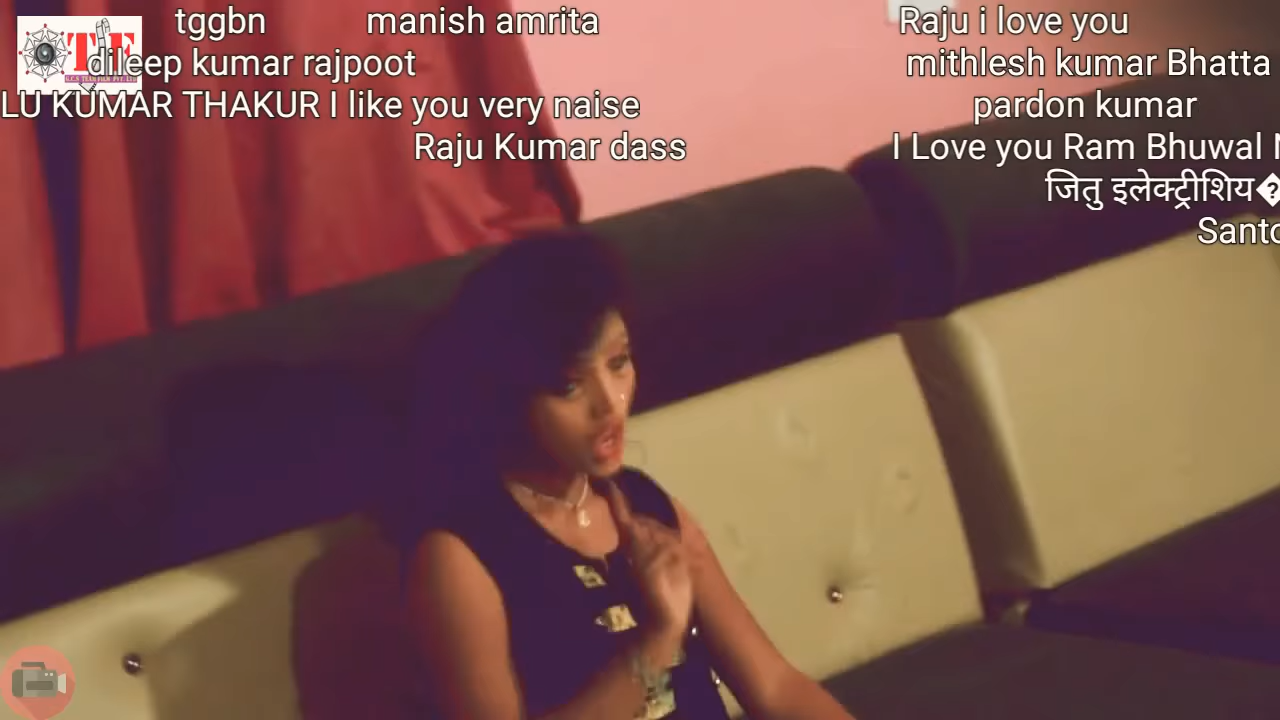 tggbn manish amrita Raju i love you
dileep kumar rajpoot mithlesh kumar Bhatta
LU KUMAR THAKUR I like you very naise pardon kumar
Raju Kumar dass I Love you Ram Bhuwal
जितु इलेक्ट्रीशिय
Santo
TF